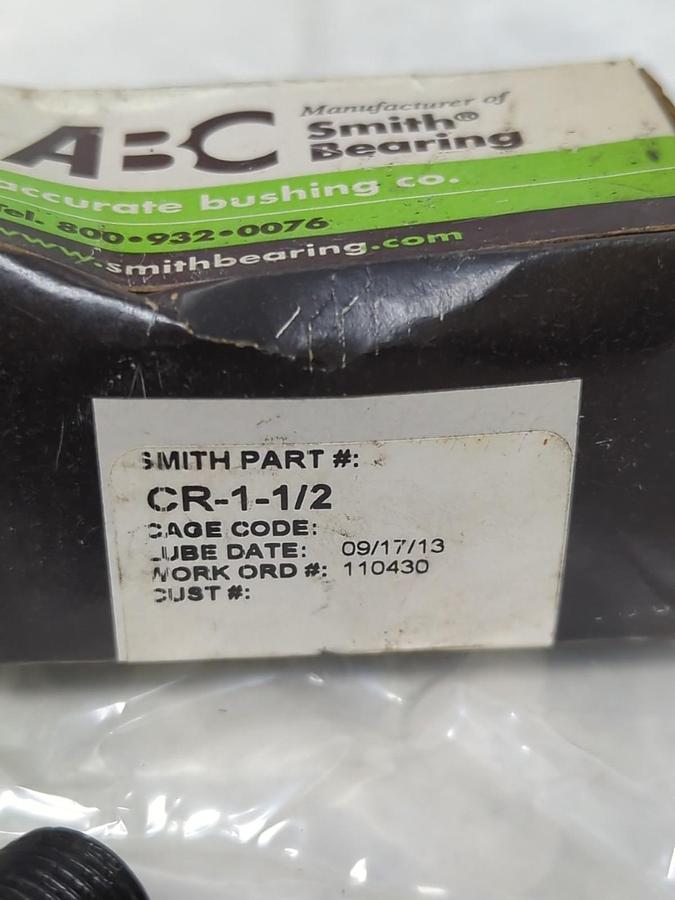 ABC Manufacturer of
Smith® Bearing
accurate bushing co.
Tel. 800•932•0076
www.smithbearing.com
SMITH PART #:
CR-1-1/2
CAGE CODE:
LUBE DATE: 09/17/13
WORK ORD #: 110430
CUST #: